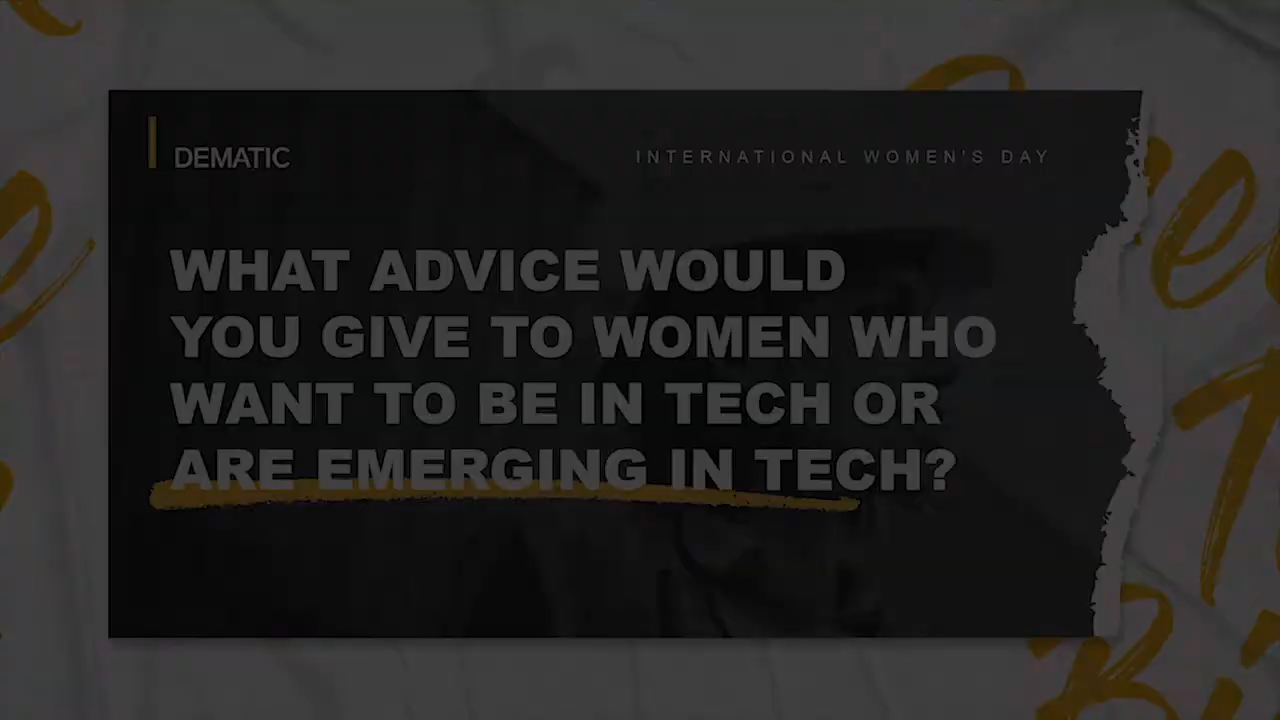 DEMATIC
INTERNATIONAL WOMEN'S DAY
WHAT ADVICE WOULD
YOU GIVE TO WOMEN WHO
WANT TO BE IN TECH OR
ARE EMERGING IN TECH?